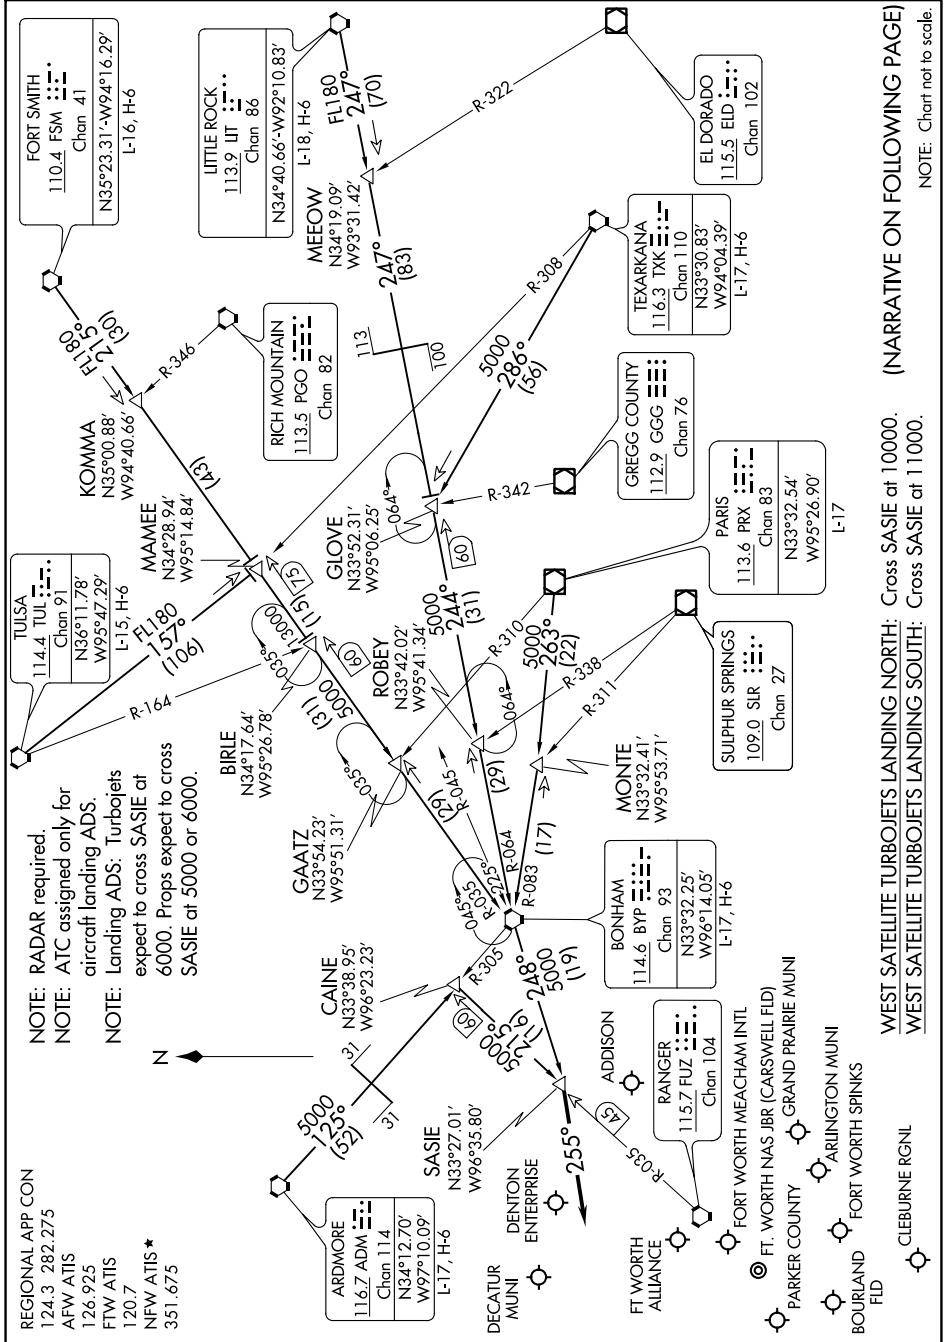 REGIONAL APP CON
124.3 282.275
AFW ATIS
126.925
FTW ATIS
120.7
NFW ATIS★
351.675
NOTE: RADAR required.
NOTE: ATC assigned only for
aircraft landing ADS.
NOTE: Landing ADS: Turbojets
expect to cross SASIE at
6000. Props expect to cross
SASIE at 5000 or 6000.
N
TULSA
114.4 TUL
Chan 91
N36°11.78'
W95°47.29'
L-15, H-6
FORT SMITH
110.4 FSM
Chan 41
N35°23.31'-W94°16.29'
L-16, H-6
LITTLE ROCK
113.9 LIT
Chan 86
N34°40.66'-W92°10.83'
L-18, H-6
RICH MOUNTAIN
113.5 PGO
Chan 82
EL DORADO
115.5 ELD
Chan 102
TEXARKANA
116.3 TXK
Chan 110
N33°30.83'
W94°04.39'
L-17, H-6
GREGG COUNTY
112.9 GGG
Chan 76
PARIS
113.6 PRX
Chan 83
N33°32.54'
W95°26.90'
L-17
SULPHUR SPRINGS
109.0 SLR
Chan 27
BONHAM
114.6 BYP
Chan 93
N33°32.25'
W96°14.05'
L-17, H-6
RANGER
115.7 FUZ
Chan 104
ARDMORE
116.7 ADM
Chan 114
N34°12.70'
W97°10.09'
L-17, H-6
KOMMA
N35°00.88'
W94°40.66'
MAMEE
N34°28.94'
W95°14.84'
MEEOW
N34°19.09'
W93°31.42'
GLOVE
N33°52.31'
W95°06.25'
BIRLE
N34°17.64'
W95°26.78'
ROBEY
N33°42.02'
W95°41.34'
GAATZ
N33°54.23'
W95°51.31'
MONTE
N33°32.41'
W95°53.71'
CAINE
N33°38.95'
W96°23.23'
SASIE
N33°27.01'
W96°35.80'
FL180
215°
(30)
R-346
(43)
FL180
157°
(106)
R-164
75
(15)
13000
035°
60
5000
(31)
035°
(29)
R-035
045°
225°
R-045
FL180
247°
(70)
R-322
247°
(83)
113
100
R-308
5000
286°
(56)
064°
R-342
60
5000
244°
(31)
R-310
064°
(29)
R-064
5000
263°
(22)
R-338
R-311
(17)
R-083
R-305
248°
5000
(19)
60
5000
215°
(16)
31
31
5000
125°
(52)
255°
45
R-035
ADDISON
DENTON
ENTERPRISE
DECATUR
MUNI
FT WORTH
ALLIANCE
FORT WORTH MEACHAM INTL
FT. WORTH NAS JBR (CARSWELL FLD)
GRAND PRAIRIE MUNI
PARKER COUNTY
ARLINGTON MUNI
FORT WORTH SPINKS
BOURLAND
FLD
CLEBURNE RGNL
WEST SATELLITE TURBOJETS LANDING NORTH: Cross SASIE at 10000.
WEST SATELLITE TURBOJETS LANDING SOUTH: Cross SASIE at 11000.
(NARRATIVE ON FOLLOWING PAGE)
NOTE: Chart not to scale.